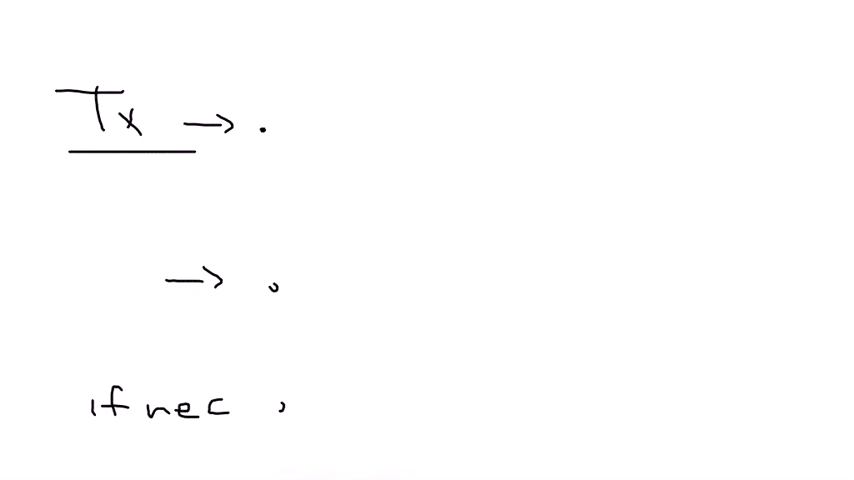 Tx → .
→ .
if nec ,